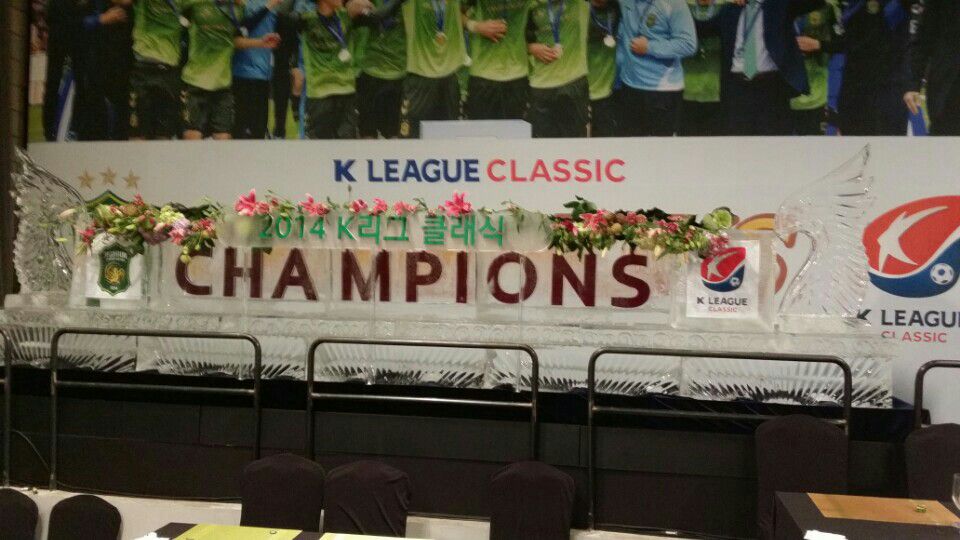 K LEAGUE CLASSIC
2014 K리그 클래식
CHAMPIONS
K LEAGUE
CLASSIC
K LEAGUE
CLASSIC